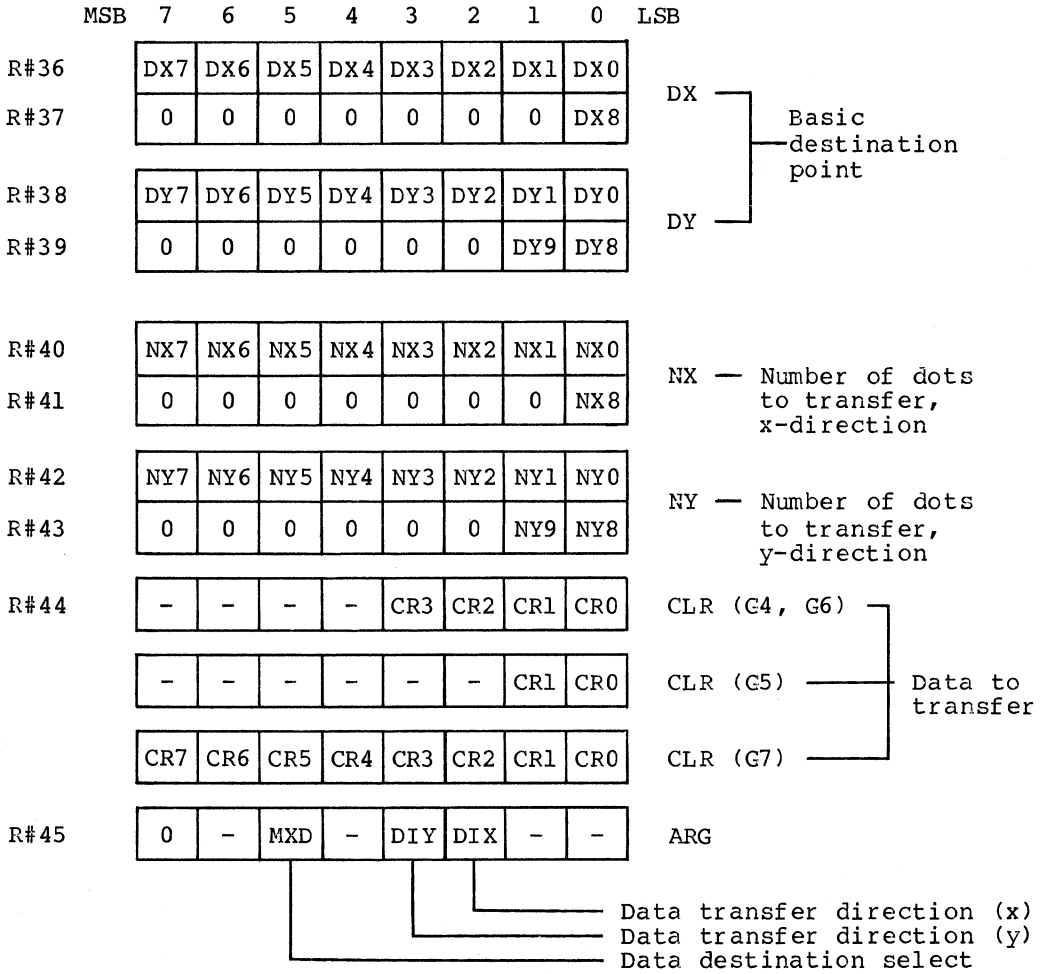 MSB 7 6 5 4 3 2 1 0 LSB
R#36 DX7 DX6 DX5 DX4 DX3 DX2 DX1 DX0
DX
R#37 0 0 0 0 0 0 0 DX8
Basic
destination
point
R#38 DY7 DY6 DY5 DY4 DY3 DY2 DY1 DY0
DY
R#39 0 0 0 0 0 0 DY9 DY8
R#40 NX7 NX6 NX5 NX4 NX3 NX2 NX1 NX0
NX — Number of dots
R#41 0 0 0 0 0 0 0 NX8
to transfer,
x-direction
R#42 NY7 NY6 NY5 NY4 NY3 NY2 NY1 NY0
NY — Number of dots
R#43 0 0 0 0 0 0 NY9 NY8
to transfer,
y-direction
R#44 - - - - CR3 CR2 CR1 CR0 CLR (G4, G6)
- - - - - - CR1 CR0 CLR (G5)
Data to
transfer
CR7 CR6 CR5 CR4 CR3 CR2 CR1 CR0 CLR (G7)
R#45 0 - MXD - DIY DIX - - ARG
Data transfer direction (x)
Data transfer direction (y)
Data destination select